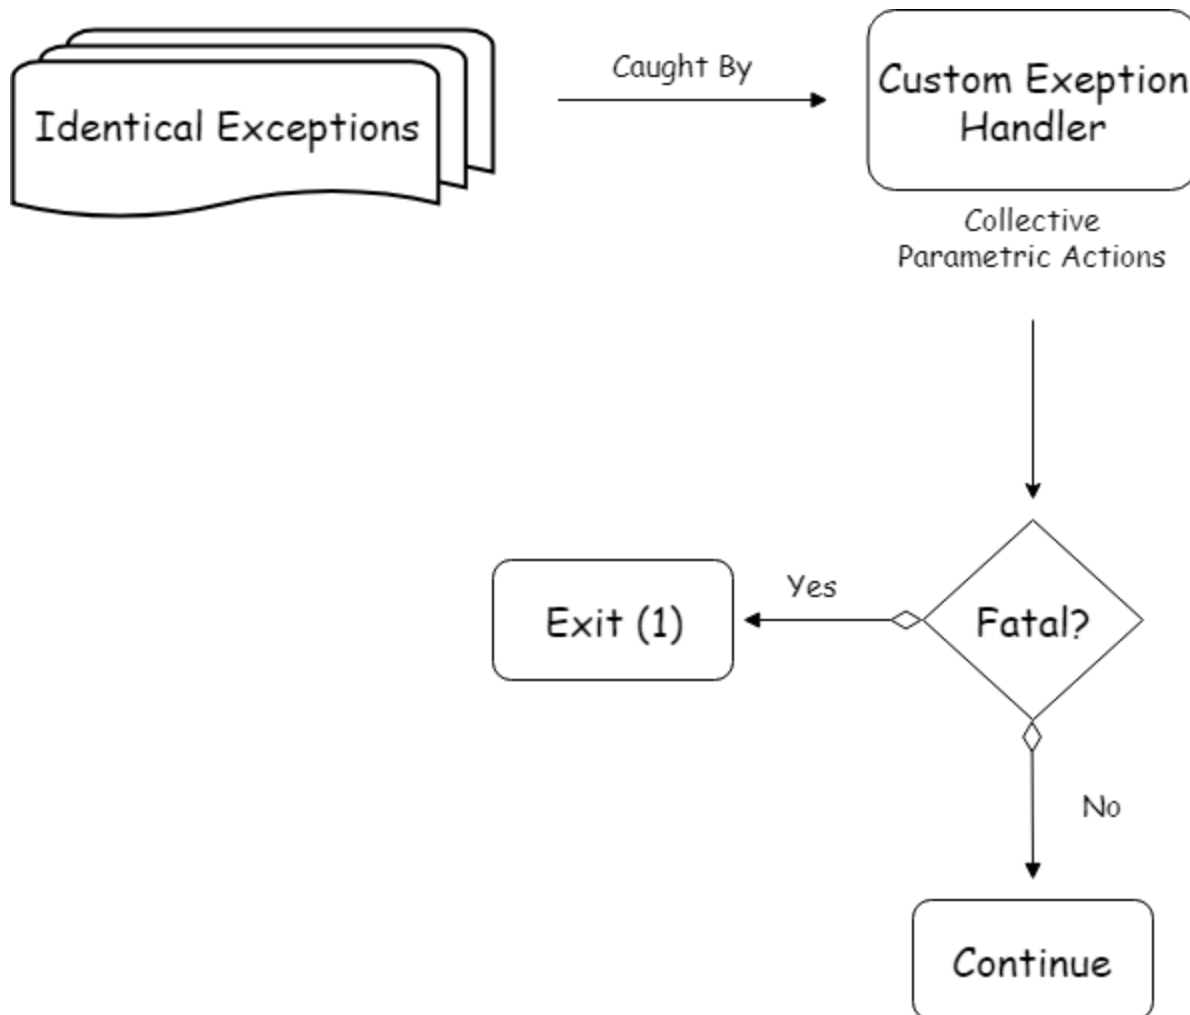 Identical Exceptions
Caught By
Custom Exeption
Handler
Collective
Parametric Actions
Fatal?
Yes
Exit (1)
No
Continue